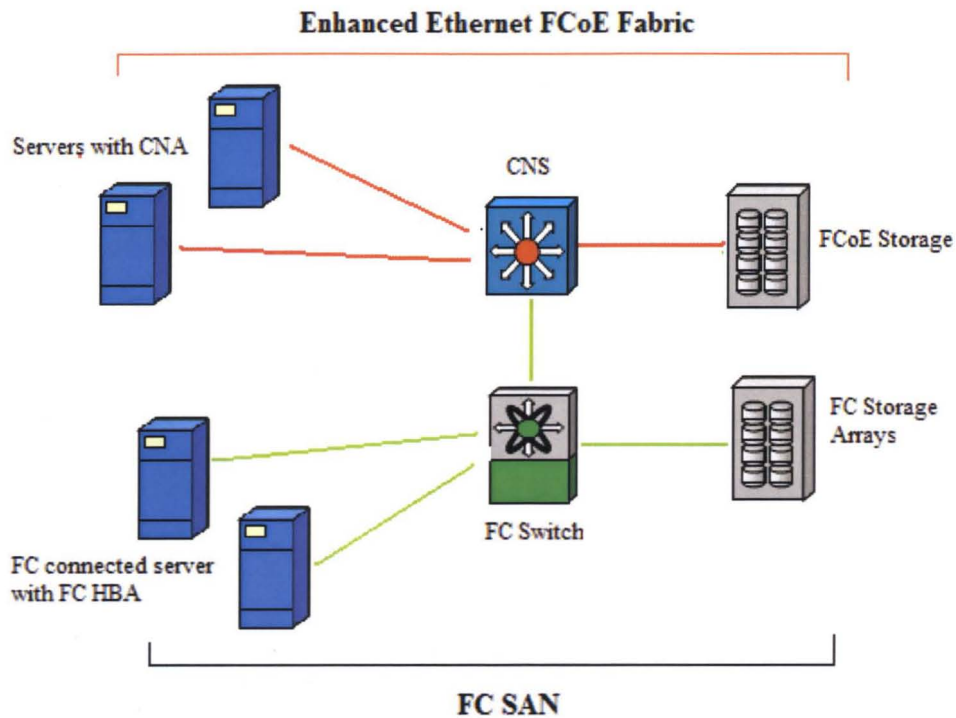 Enhanced Ethernet FCoE Fabric
Servers with CNA
CNS
FCoE Storage
FC Storage
Arrays
FC Switch
FC connected server
with FC HBA
FC SAN